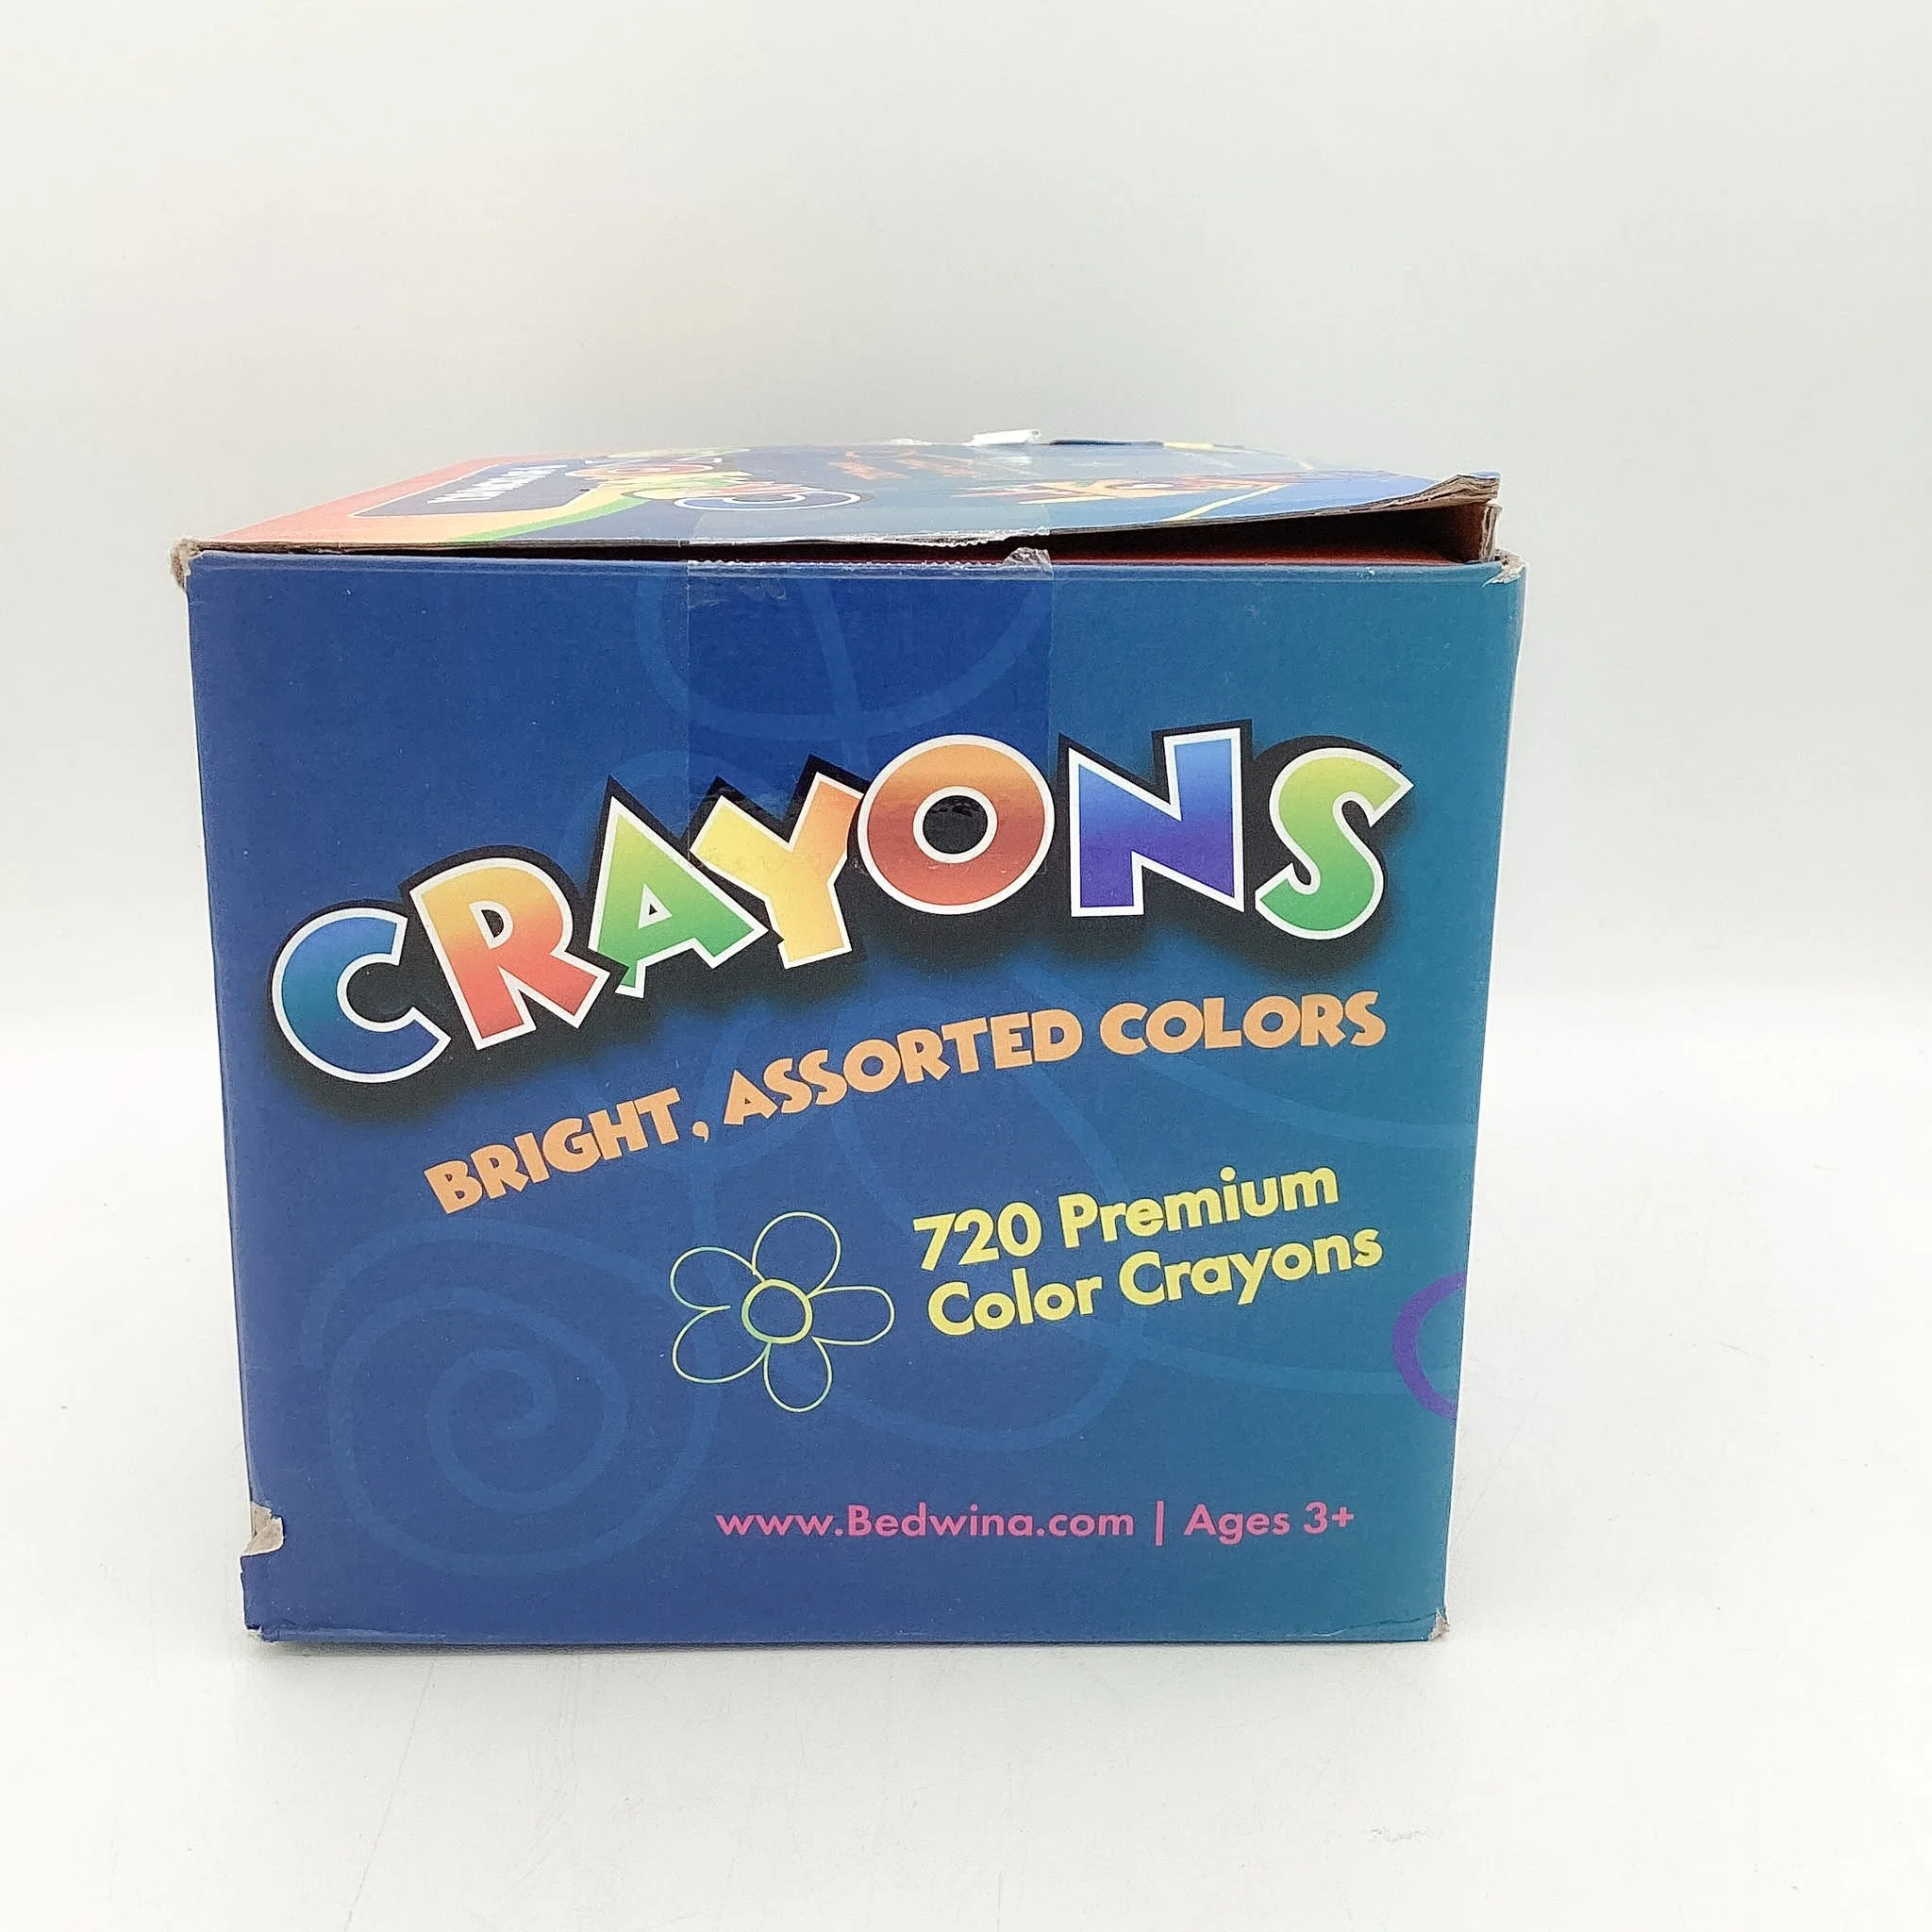 CRAYONS
BRIGHT, ASSORTED COLORS
720 Premium
Color Crayons
www.Bedwina.com | Ages 3+